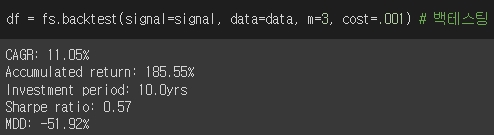 df = fs.backtest(signal=signal, data=data, m=3, cost=.001) # 백테스팅
CAGR: 11.05%
Accumulated return: 185.55%
Investment period: 10.0yrs
Sharpe ratio: 0.57
MDD: -51.92%